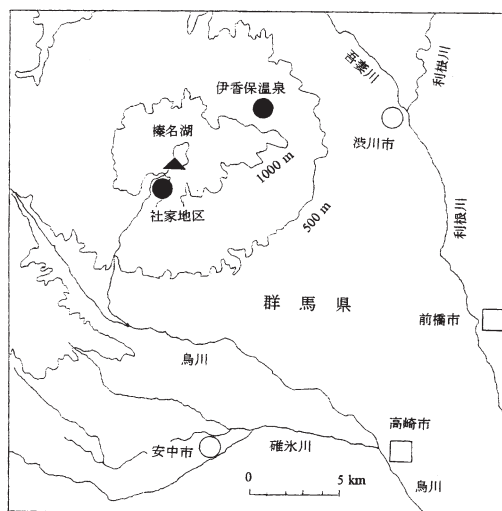 吾妻川
利根川
伊香保温泉
渋川市
榛名湖
1000 m
社家地区
500 m
利根川
群馬県
前橋市
烏川
高崎市
安中市
碓氷川
烏川
0 5 km